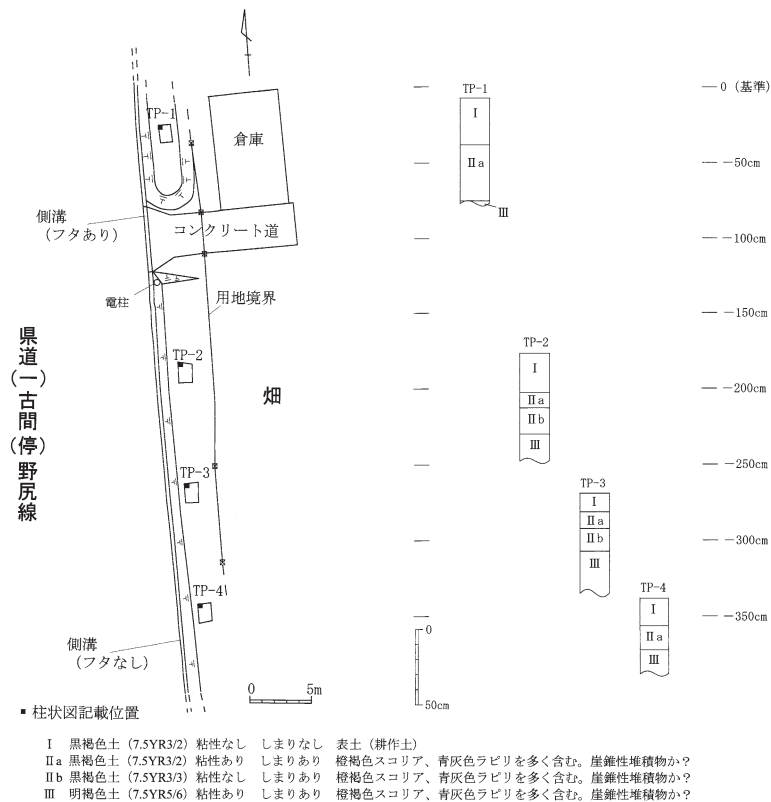 TP-1
倉庫
側溝
（フタあり）
コンクリート道
電柱
用地境界
県道（一）古間（停）野尻線
TP-2
畑
TP-3
TP-4
側溝
（フタなし）
0 5m
■ 柱状図記載位置
TP-1
Ⅰ
Ⅱa
Ⅲ
TP-2
Ⅰ
Ⅱa
Ⅱb
Ⅲ
TP-3
Ⅰ
Ⅱa
Ⅱb
Ⅲ
TP-4
Ⅰ
Ⅱa
Ⅲ
0（基準）
-50cm
-100cm
-150cm
-200cm
-250cm
-300cm
-350cm
0
50cm
Ⅰ 黒褐色土（7.5YR3/2）粘性なし しまりなし 表土（耕作土）
Ⅱa 黒褐色土（7.5YR3/2）粘性あり しまりあり 橙褐色スコリア、青灰色ラピリを多く含む。崖錐性堆積物か？
Ⅱb 黒褐色土（7.5YR3/3）粘性なし しまりあり 橙褐色スコリア、青灰色ラピリを多く含む。崖錐性堆積物か？
Ⅲ 明褐色土（7.5YR5/6）粘性あり しまりあり 橙褐色スコリア、青灰色ラピリを多く含む。崖錐性堆積物か？